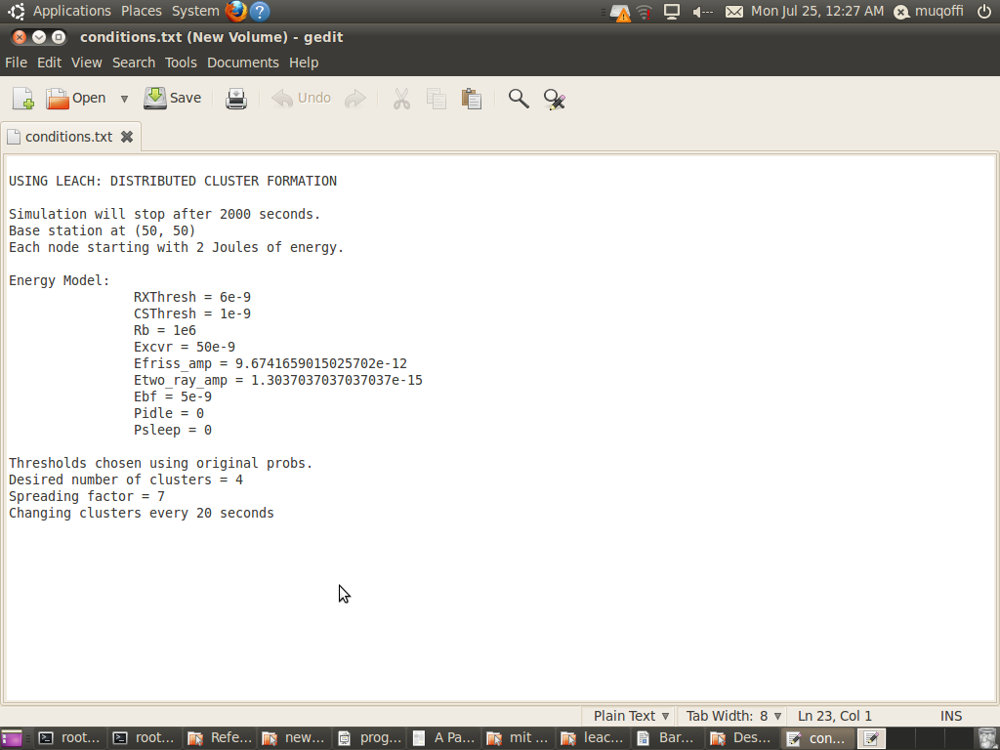 Applications Places System Mon Jul 25, 12:27 AM muqoffi
conditions.txt (New Volume) - gedit
File Edit View Search Tools Documents Help
Open Save Undo
conditions.txt
USING LEACH: DISTRIBUTED CLUSTER FORMATION
Simulation will stop after 2000 seconds.
Base station at (50, 50)
Each node starting with 2 Joules of energy.
Energy Model:
RXThresh = 6e-9
CSThresh = 1e-9
Rb = 1e6
Excvr = 50e-9
Efriss_amp = 9.6741659015025702e-12
Etwo_ray_amp = 1.3037037037037037e-15
Ebf = 5e-9
Pidle = 0
Psleep = 0
Thresholds chosen using original probs.
Desired number of clusters = 4
Spreading factor = 7
Changing clusters every 20 seconds
Plain Text Tab Width: 8 Ln 23, Col 1 INS
root... root... Refe... new... prog... A Pa... mit ... leac... Bar... Des... con...